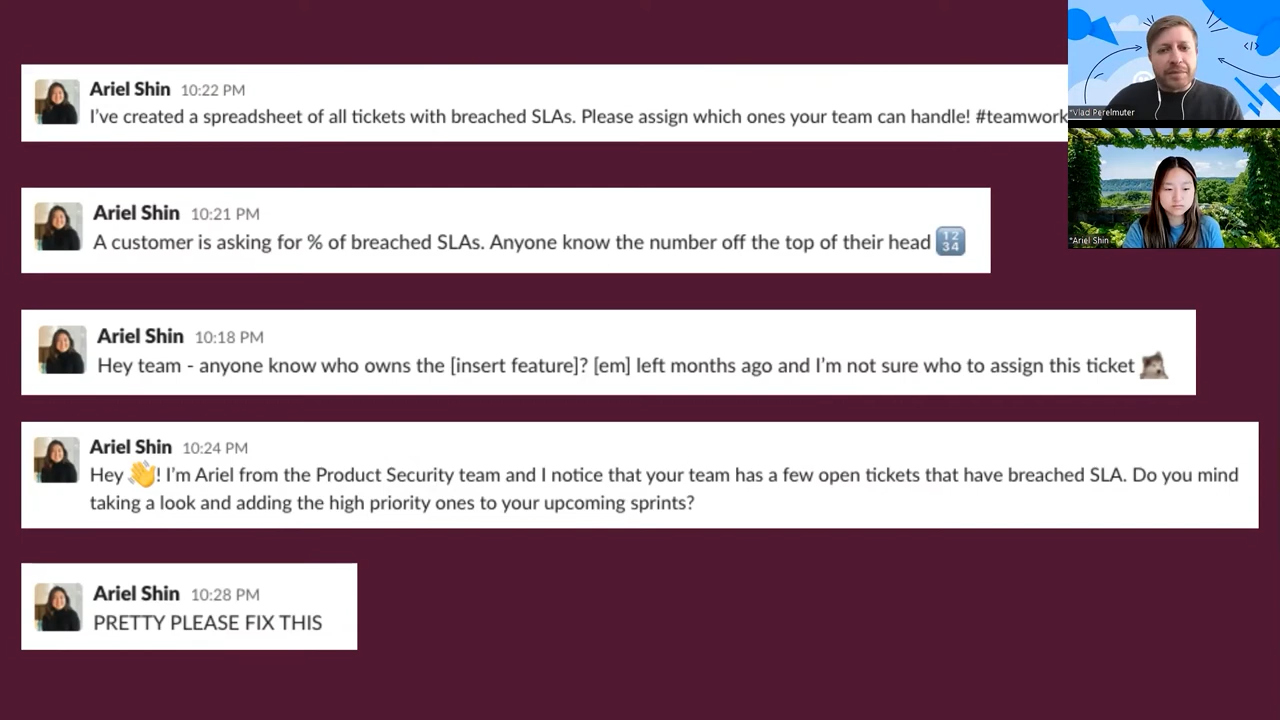 Ariel Shin 10:22 PM
I've created a spreadsheet of all tickets with breached SLAs. Please assign which ones your team can handle! #teamwork
Ariel Shin 10:21 PM
A customer is asking for % of breached SLAs. Anyone know the number off the top of their head 🔢
Ariel Shin 10:18 PM
Hey team - anyone know who owns the [insert feature]? [em] left months ago and I'm not sure who to assign this ticket
Ariel Shin 10:24 PM
Hey 👋! I'm Ariel from the Product Security team and I notice that your team has a few open tickets that have breached SLA. Do you mind
taking a look and adding the high priority ones to your upcoming sprints?
Ariel Shin 10:28 PM
PRETTY PLEASE FIX THIS
</> 
*Vlad Perelmuter
*Ariel Shin